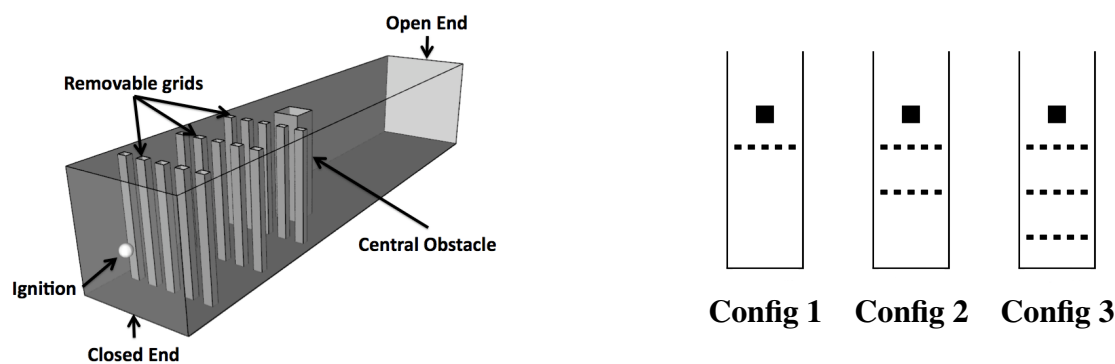 Open End
Removable grids
Central Obstacle
Ignition
Closed End
Config 1 Config 2 Config 3